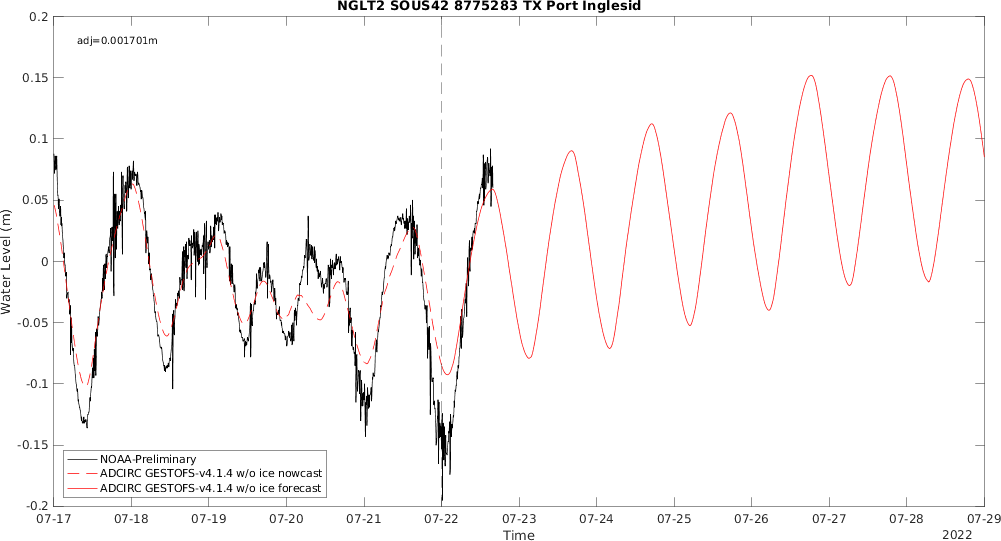 NGLT2 SOUS42 8775283 TX Port Inglesid
adj=0.001701m
0.2
0.15
0.1
0.05
0
-0.05
-0.1
-0.15
-0.2
Water Level (m)
NOAA-Preliminary
ADCIRC GESTOFS-v4.1.4 w/o ice nowcast
ADCIRC GESTOFS-v4.1.4 w/o ice forecast
07-17 07-18 07-19 07-20 07-21 07-22 07-23 07-24 07-25 07-26 07-27 07-28 07-29
Time
2022